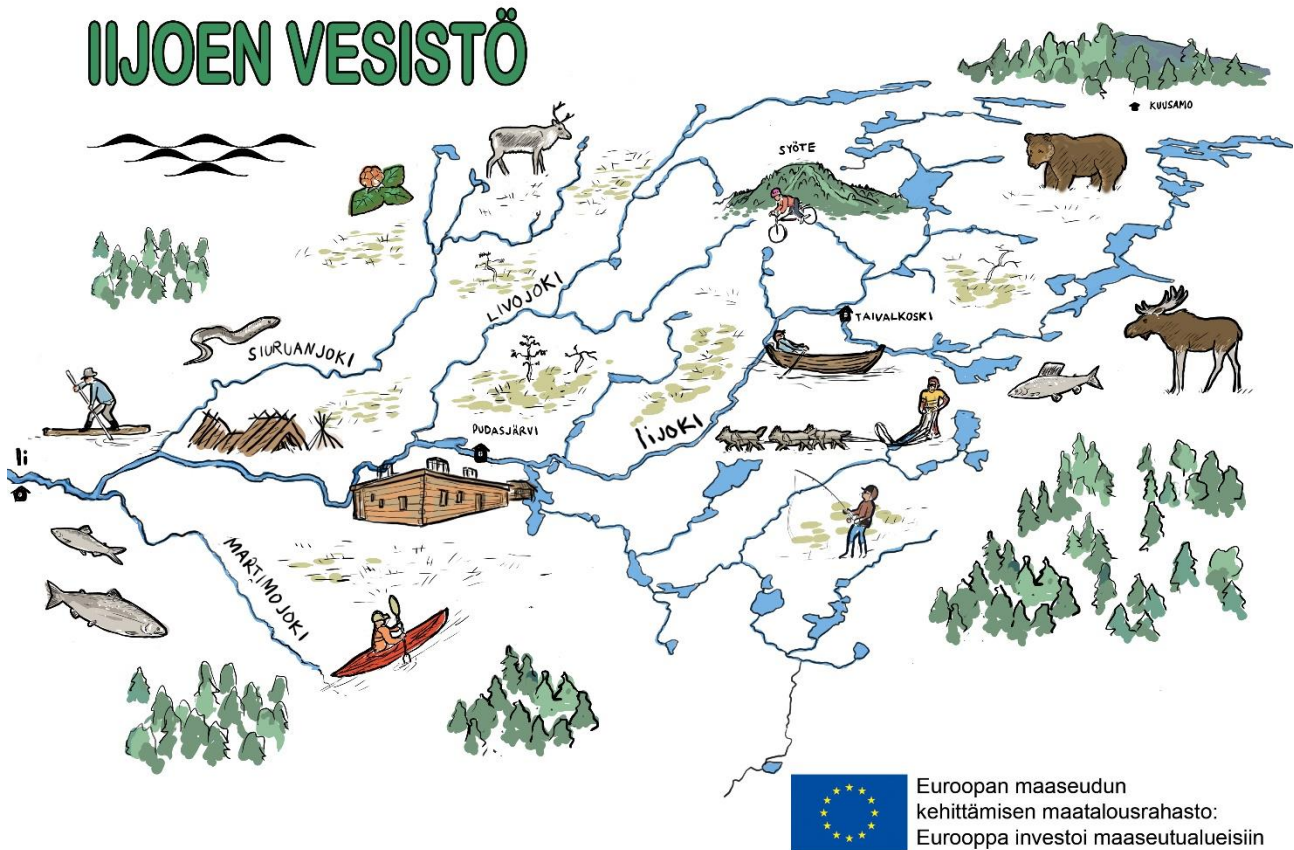 IIJOEN VESISTÖ
KUUSAMO
SYÖTE
LIVOJOKI
TAIVALKOSKI
SIURUANJOKI
IIJOKI
PUDASJÄRVI
Ii
MARTIMOJOKI
Euroopan maaseudun
kehittämisen maatalousrahasto:
Eurooppa investoi maaseutualueisiin